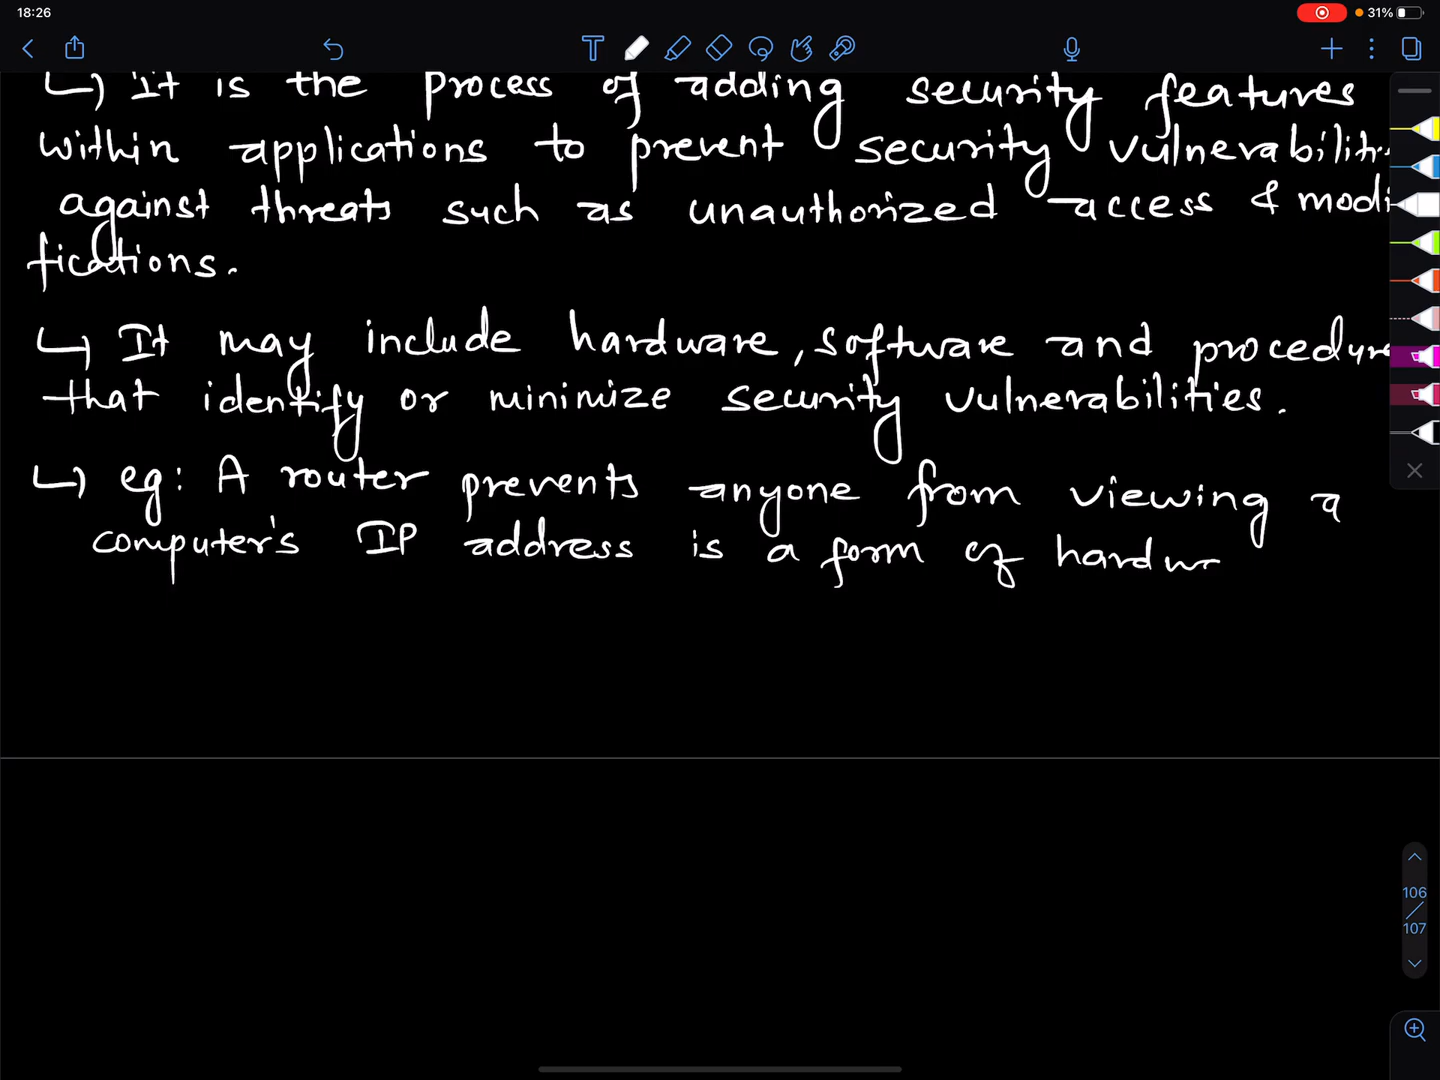 18:26
31%
↳ It is the process of adding security features
within applications to prevent security vulnerabiliti
against threats such as unauthorized access & modi
fications.
↳ It may include hardware, software and procedure
that identify or minimize security vulnerabilities.
↳ eg: A router prevents anyone from viewing a
computer's IP address is a form of hardw
106
107